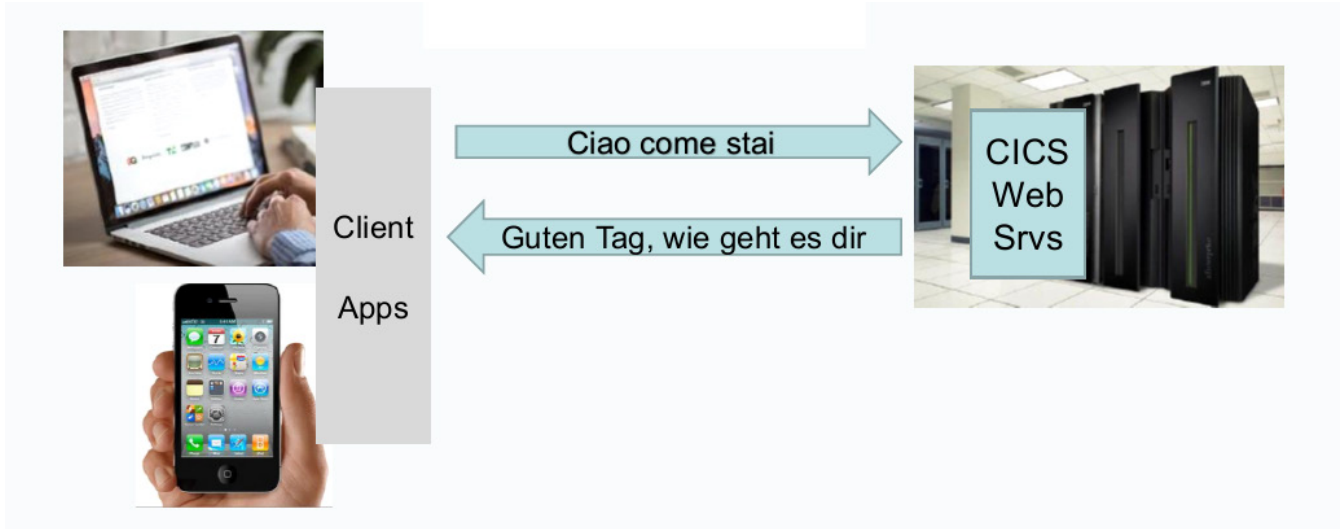 Client
Apps
Ciao come stai
Guten Tag, wie geht es dir
CICS
Web
Srvs